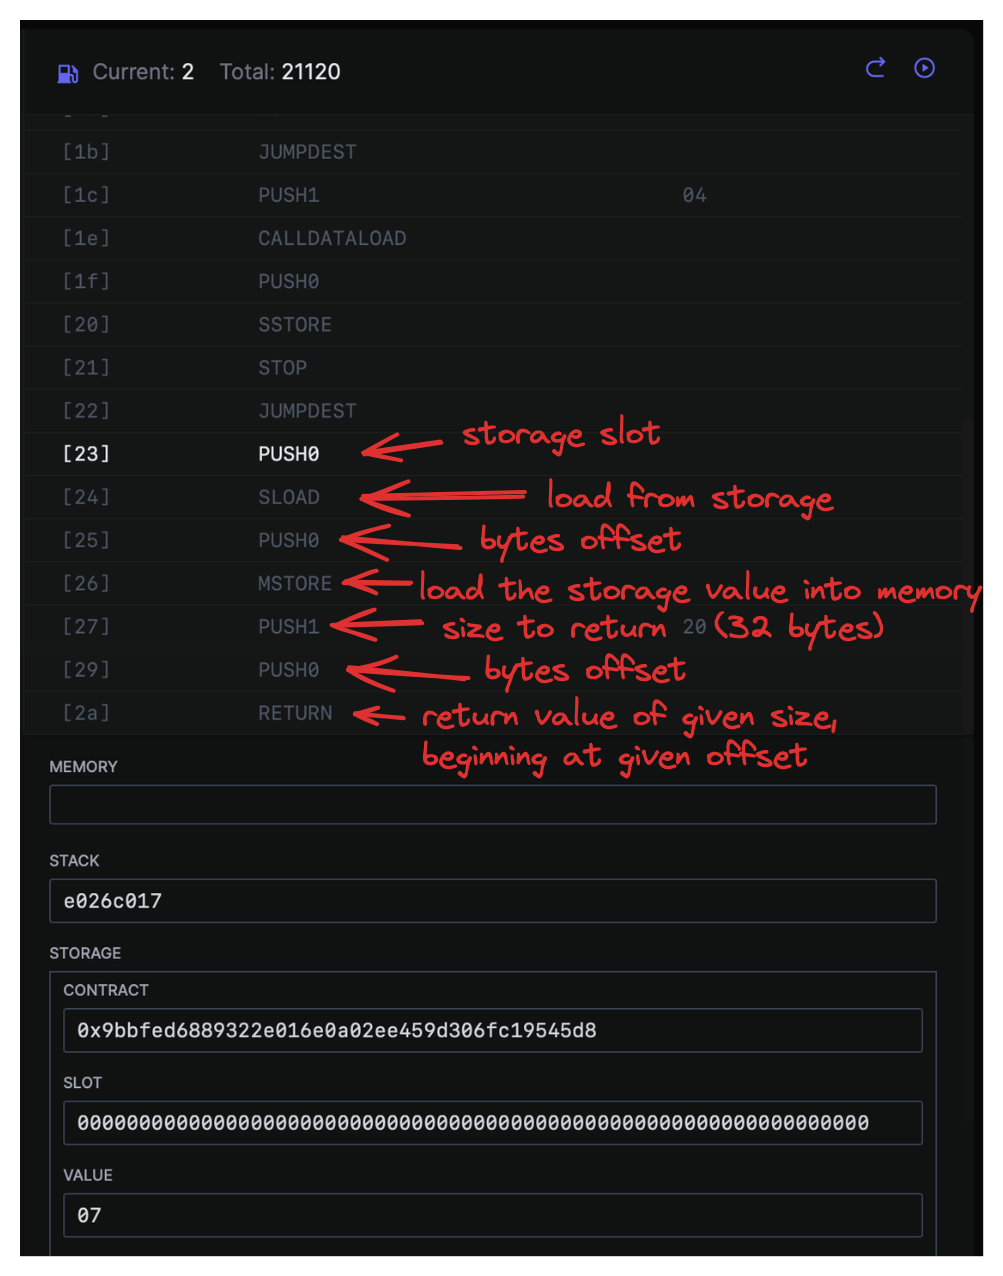 Current: 2 Total: 21120
[1b] JUMPDEST
[1c] PUSH1 04
[1e] CALLDATALOAD
[1f] PUSH0
[20] SSTORE
[21] STOP
[22] JUMPDEST
[23] PUSH0 storage slot
[24] SLOAD load from storage
[25] PUSH0 bytes offset
[26] MSTORE load the storage value into memory
[27] PUSH1 size to return 20 (32 bytes)
[29] PUSH0 bytes offset
[2a] RETURN return value of given size,
beginning at given offset
MEMORY
STACK
e026c017
STORAGE
CONTRACT
0x9bbfed6889322e016e0a02ee459d306fc19545d8
SLOT
0000000000000000000000000000000000000000000000000000000000000000
VALUE
07